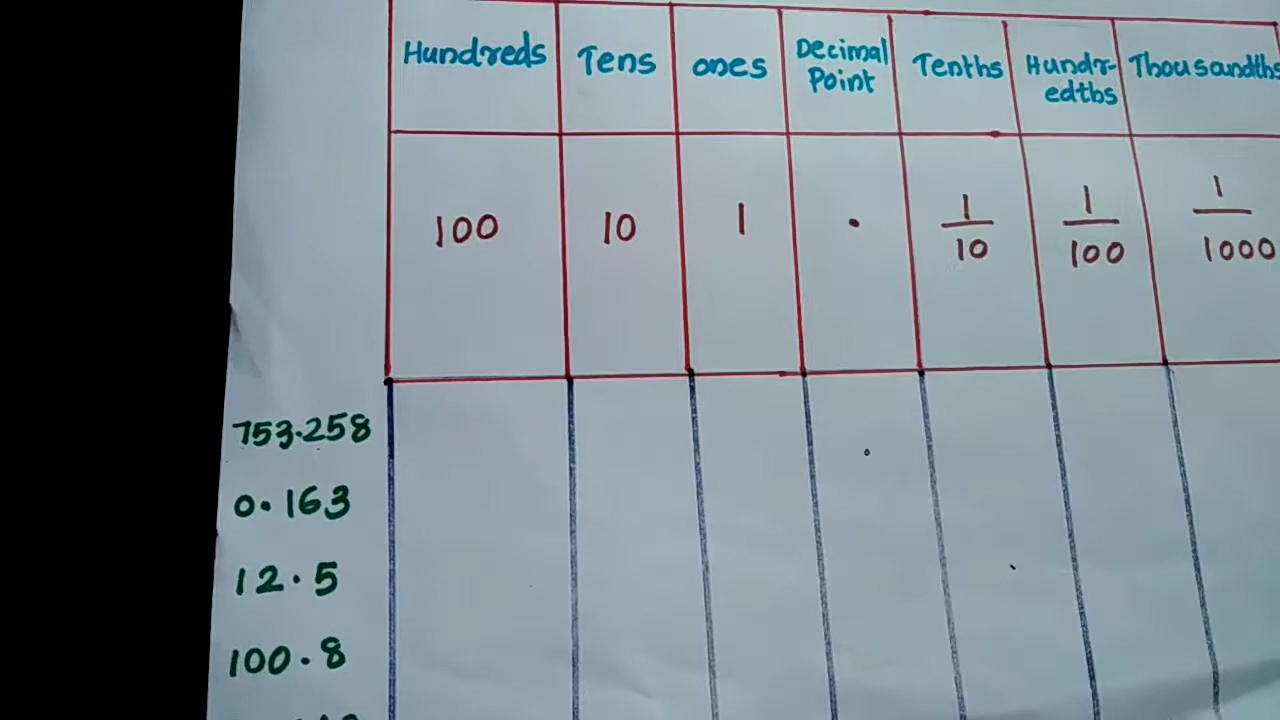 Hundreds Tens ones Decimal Point Tenths Hundr-edths Thousandths
100 10 1 . 1/10 1/100 1/1000
753.258
0.163
12.5
100.8